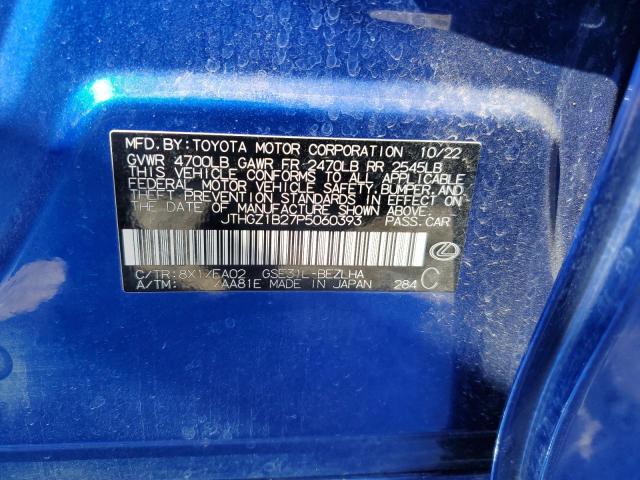 MFD.BY:TOYOTA MOTOR CORPORATION 10/22
GVWR 4700LB GAWR FR 2470LB RR 2545LB
THIS VEHICLE CONFORMS TO ALL APPLICABLE
FEDERAL MOTOR VEHICLE SAFETY,BUMPER,AND
THEFT PREVENTION STANDARDS IN EFFECT ON
THE DATE OF MANUFACTURE SHOWN ABOVE.
JTHGZ1B27P5060393 PASS.CAR
C/TR:8X1/EA02 GSE31L-BEZLHA
A/TM: /AA81E MADE IN JAPAN 284 C